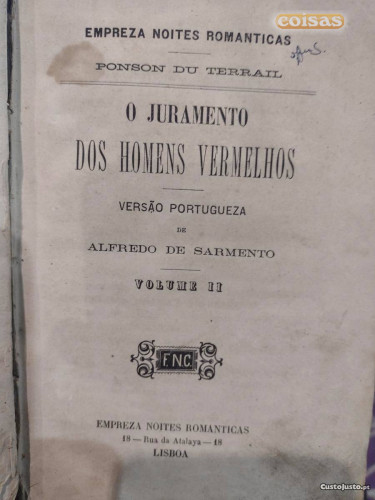 coisas
EMPREZA NOITES ROMANTICAS
PONSON DU TERRAIL
O JURAMENTO
DOS HOMENS VERMELHOS
VERSÃO PORTUGUEZA
DE
ALFREDO DE SARMENTO
VOLUME II
F.N.C.
EMPREZA NOITES ROMANTICAS
18 — Rua da Atalaya — 18
LISBOA
CustoJusto.pt